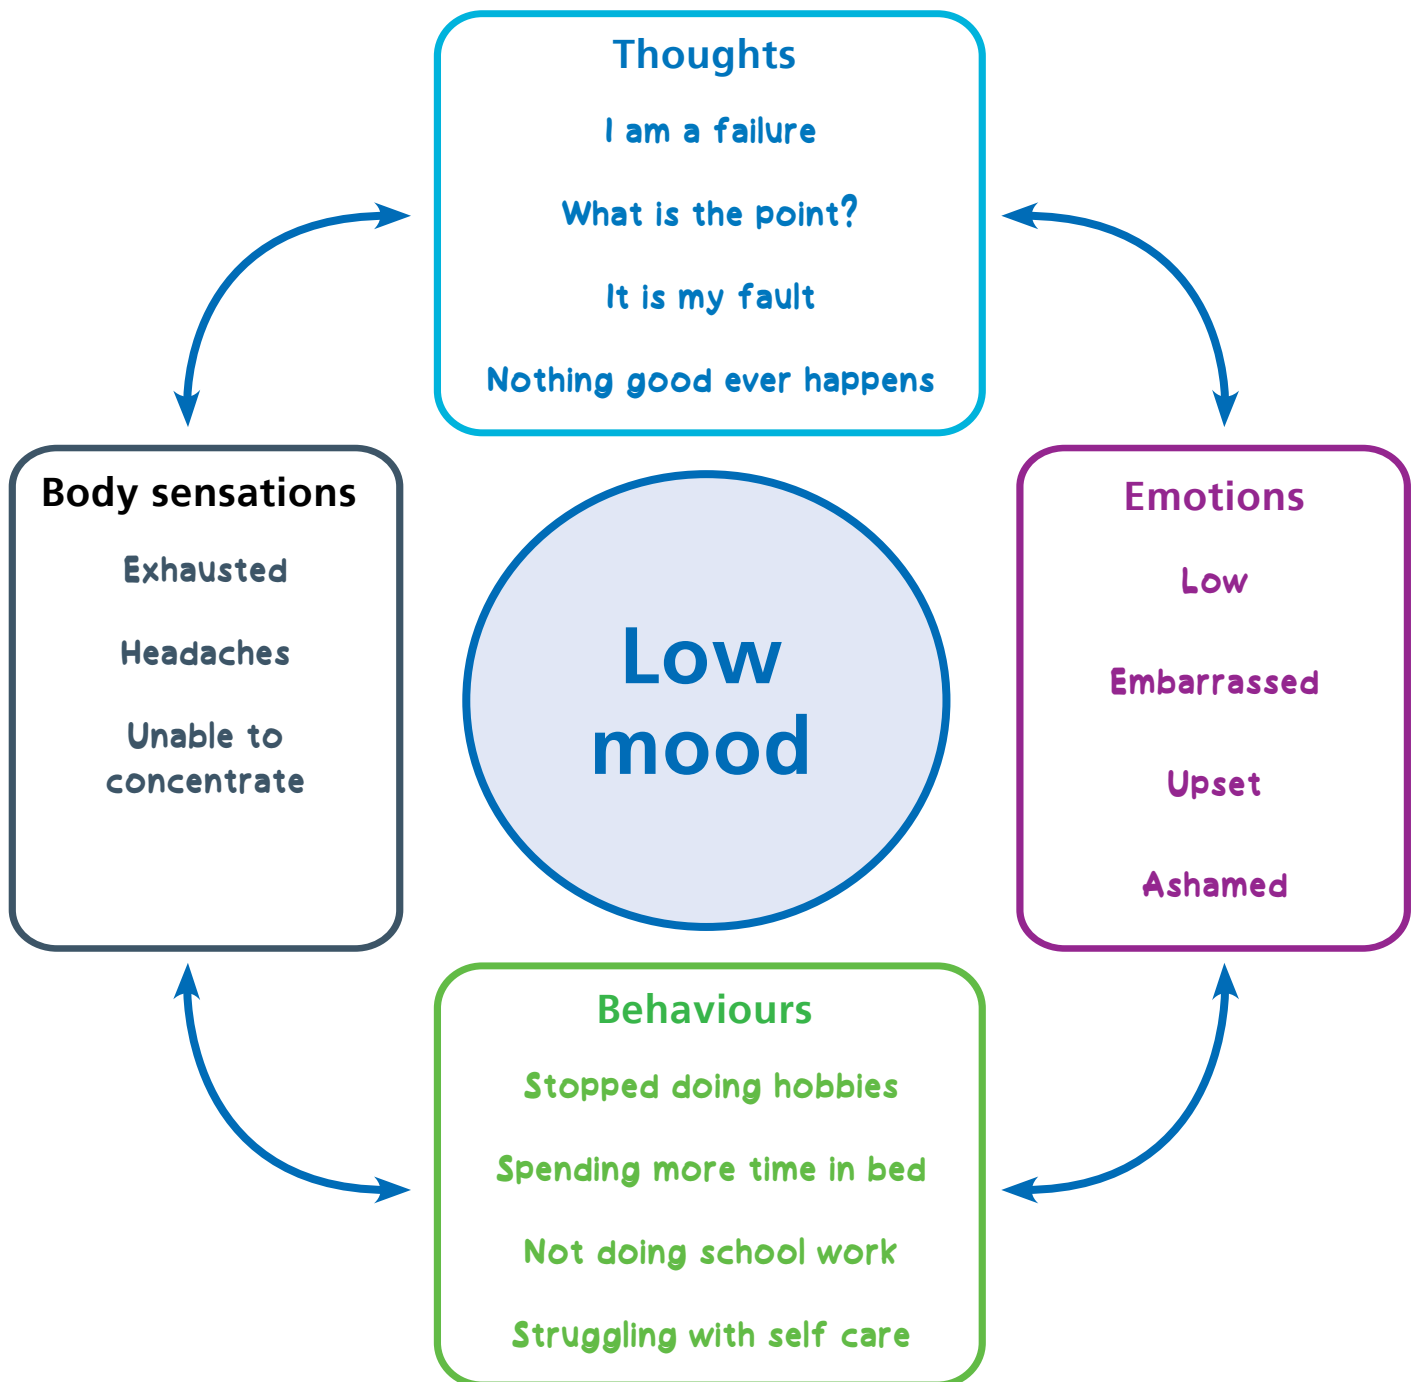 Thoughts
I am a failure
What is the point?
It is my fault
Nothing good ever happens
Body sensations
Exhausted
Headaches
Unable to
concentrate
Low
mood
Emotions
Low
Embarrassed
Upset
Ashamed
Behaviours
Stopped doing hobbies
Spending more time in bed
Not doing school work
Struggling with self care